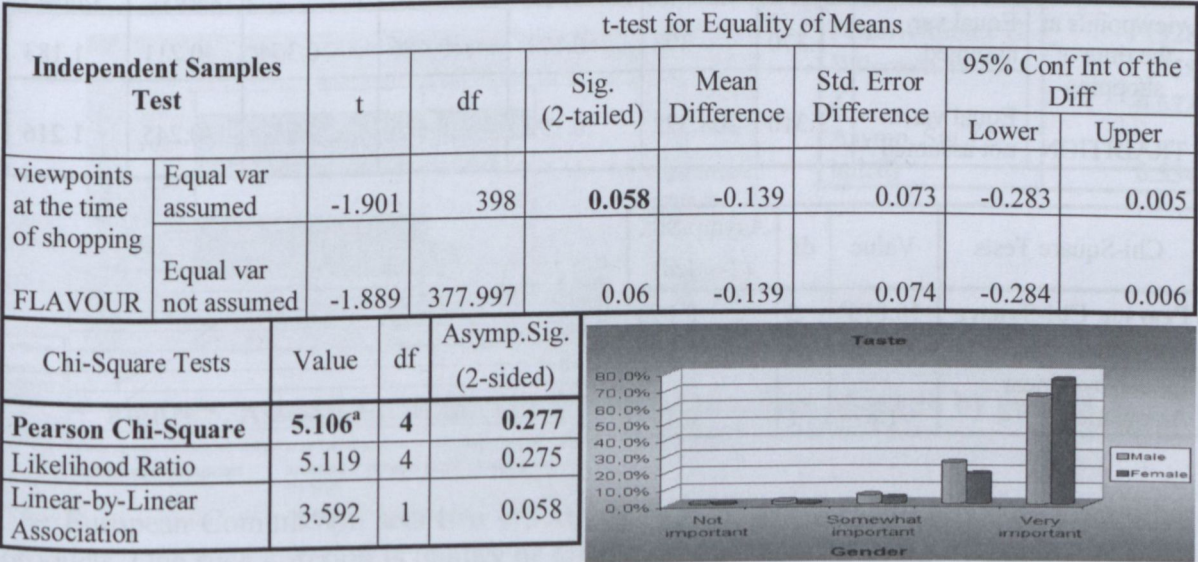 t-test for Equality of Means
Independent Samples Test
t
df
Sig. (2-tailed)
Mean Difference
Std. Error Difference
95% Conf Int of the Diff
Lower
Upper
viewpoints at the time of shopping
FLAVOUR
Equal var assumed
-1.901 398 0.058 -0.139 0.073 -0.283 0.005
Equal var not assumed
-1.889 377.997 0.06 -0.139 0.074 -0.284 0.006
Chi-Square Tests Value df Asymp.Sig. (2-sided)
Pearson Chi-Square 5.106ª 4 0.277
Likelihood Ratio 5.119 4 0.275
Linear-by-Linear Association 3.592 1 0.058
Taste
80,0%
70,0%
60,0%
50,0%
40,0%
30,0%
20,0%
10,0%
0,0%
Not important
Somewhat important
Very important
Gender
Male
Female